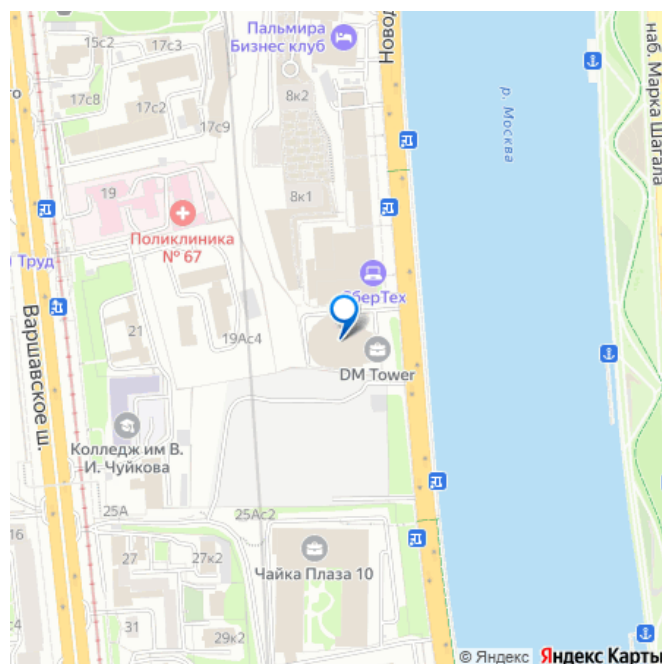 Пальмира
Бизнес клуб
Новод
15с2
17с3
17с8
17с2
17с9
8к2
го
р. Москва
наб. Марка Шагала
19
8к1
Поликлиника
№ 67
Труд
СберТех
21
19Ас4
Варшавское ш.
DM Tower
Колледж им В.
И. Чуйкова
25А
25Ас2
16
27
27к2
Чайка Плаза 10
31
29к2
© Яндекс Яндекс Карты